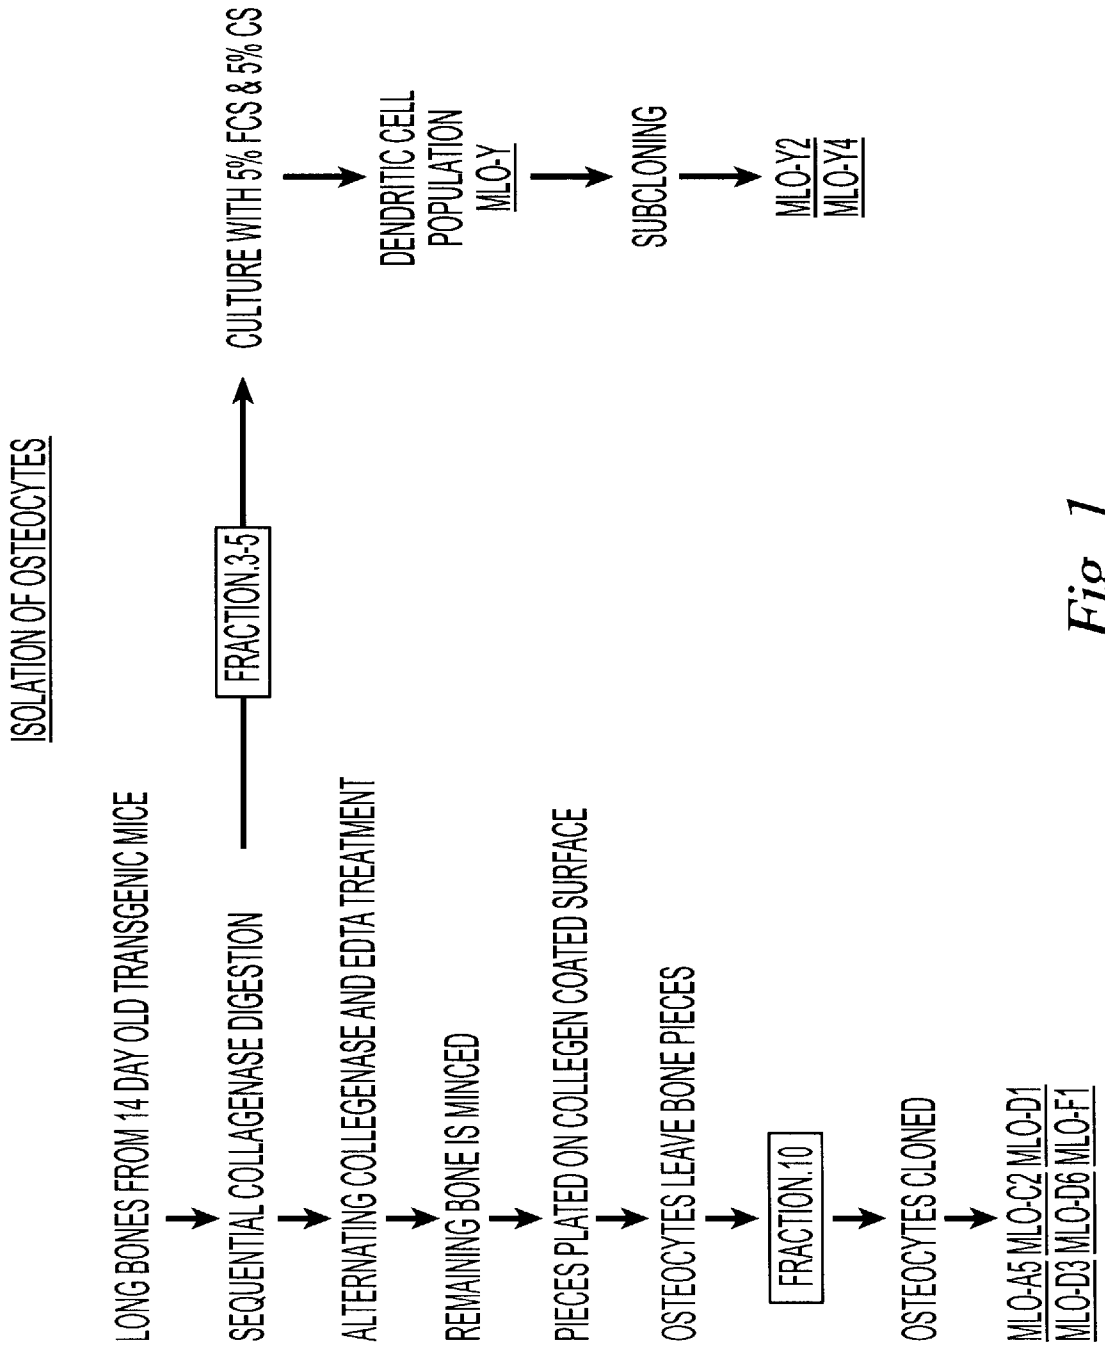 ISOLATION OF OSTEOCYTES
LONG BONES FROM 14 DAY OLD TRANSGENIC MICE
SEQUENTIAL COLLAGENASE DIGESTION
FRACTION.3-5
CULTURE WITH 5% FCS & 5% CS
ALTERNATING COLLEGENASE AND EDTA TREATMENT
REMAINING BONE IS MINCED
PIECES PLATED ON COLLEGEN COATED SURFACE
OSTEOCYTES LEAVE BONE PIECES
FRACTION.10
OSTEOCYTES CLONED
MLO-A5 MLO-C2 MLO-D1
MLO-D3 MLO-D6 MLO-F1
DENDRITIC CELL
POPULATION
MLO-Y
SUBCLONING
MLO-Y2
MLO-Y4
Fig. 1